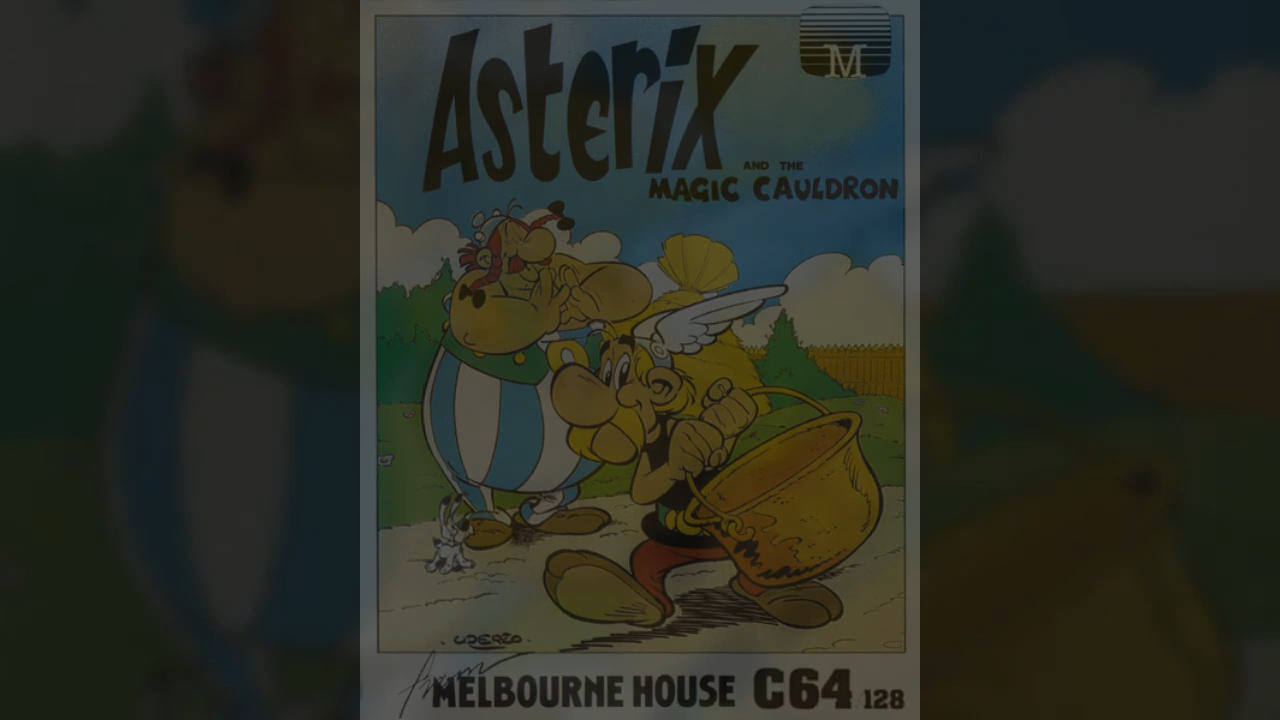 M
Asterix
AND THE
MAGIC CAULDRON
UDERZO
MELBOURNE HOUSE C64 128